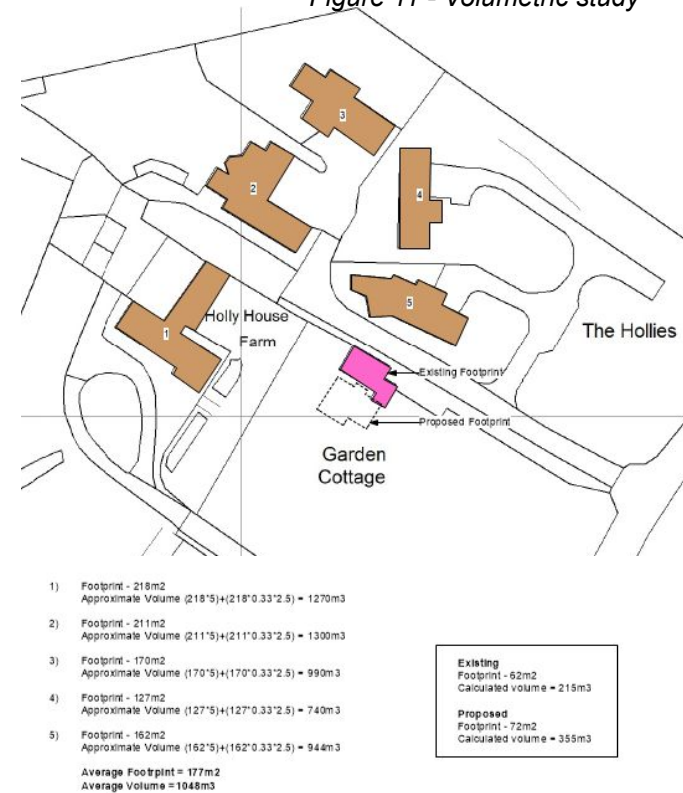 Figure 11 - Volumetric study
3
2
4
5
1
Holly House
Farm
The Hollies
Existing Footprint
Proposed Footprint
Garden
Cottage
1) Footprint - 218m2
Approximate Volume (218*5)+(218*0.33*2.5) = 1270m3
2) Footprint - 211m2
Approximate Volume (211*5)+(211*0.33*2.5) = 1300m3
3) Footprint - 170m2
Approximate Volume (170*5)+(170*0.33*2.5) = 990m3
4) Footprint - 127m2
Approximate Volume (127*5)+(127*0.33*2.5) = 740m3
5) Footprint - 162m2
Approximate Volume (162*5)+(162*0.33*2.5) = 944m3
Average Footrpint = 177m2
Average Volume = 1048m3
Existing
Footprint - 62m2
Calculated volume = 215m3
Proposed
Footprint - 72m2
Calculated volume = 355m3